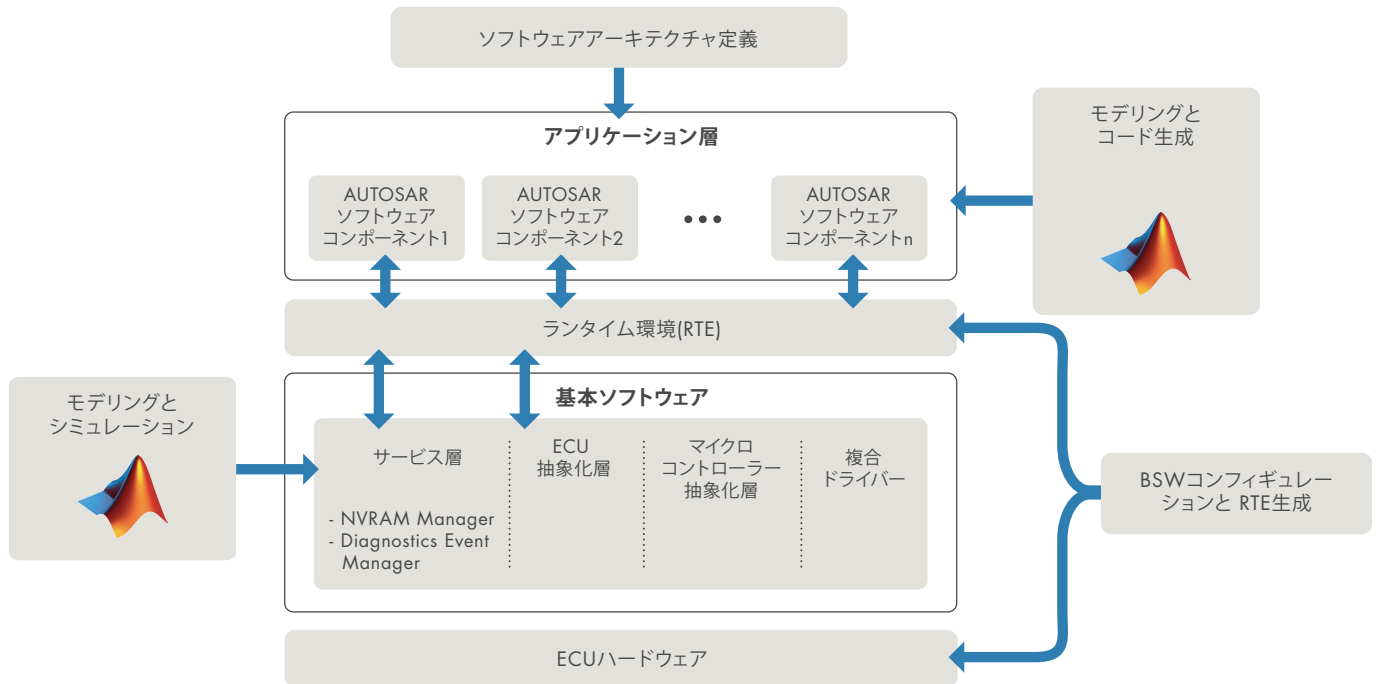 ソフトウェアアーキテクチャ定義
アプリケーション層
AUTOSAR
ソフトウェア
コンポーネント1
AUTOSAR
ソフトウェア
コンポーネント2
•••
AUTOSAR
ソフトウェア
コンポーネントn
モデリングと
コード生成
ランタイム環境(RTE)
モデリングと
シミュレーション
基本ソフトウェア
サービス層
- NVRAM Manager
- Diagnostics Event
Manager
ECU
抽象化層
マイクロ
コントローラー
抽象化層
複合
ドライバー
BSWコンフィギュレー
ションと RTE生成
ECUハードウェア